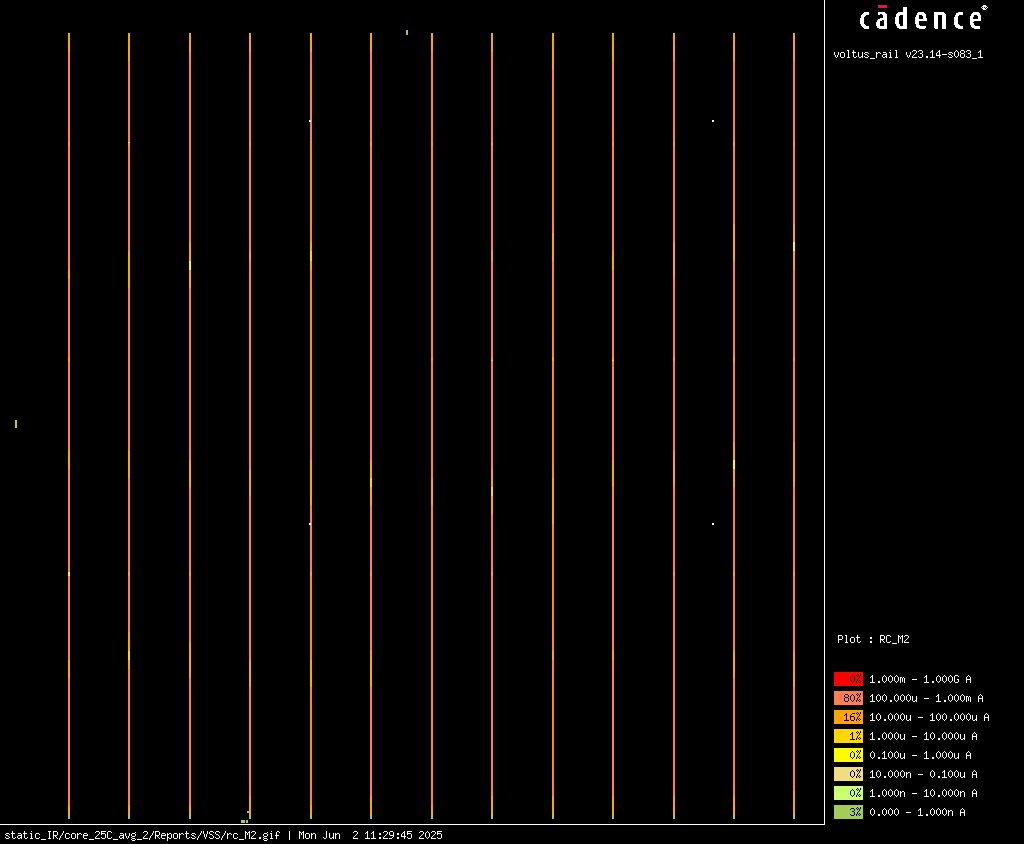 cādence®
voltus_rail v23.14-s083_1
Plot : RC_M2
0% 1.000m - 1.000G A
80% 100.000u - 1.000m A
16% 10.000u - 100.000u A
1% 1.000u - 10.000u A
0% 0.100u - 1.000u A
0% 10.000n - 0.100u A
0% 1.000n - 10.000n A
3% 0.000 - 1.000n A
static_IR/core_25C_avg_2/Reports/VSS/rc_M2.gif | Mon Jun  2 11:29:45 2025